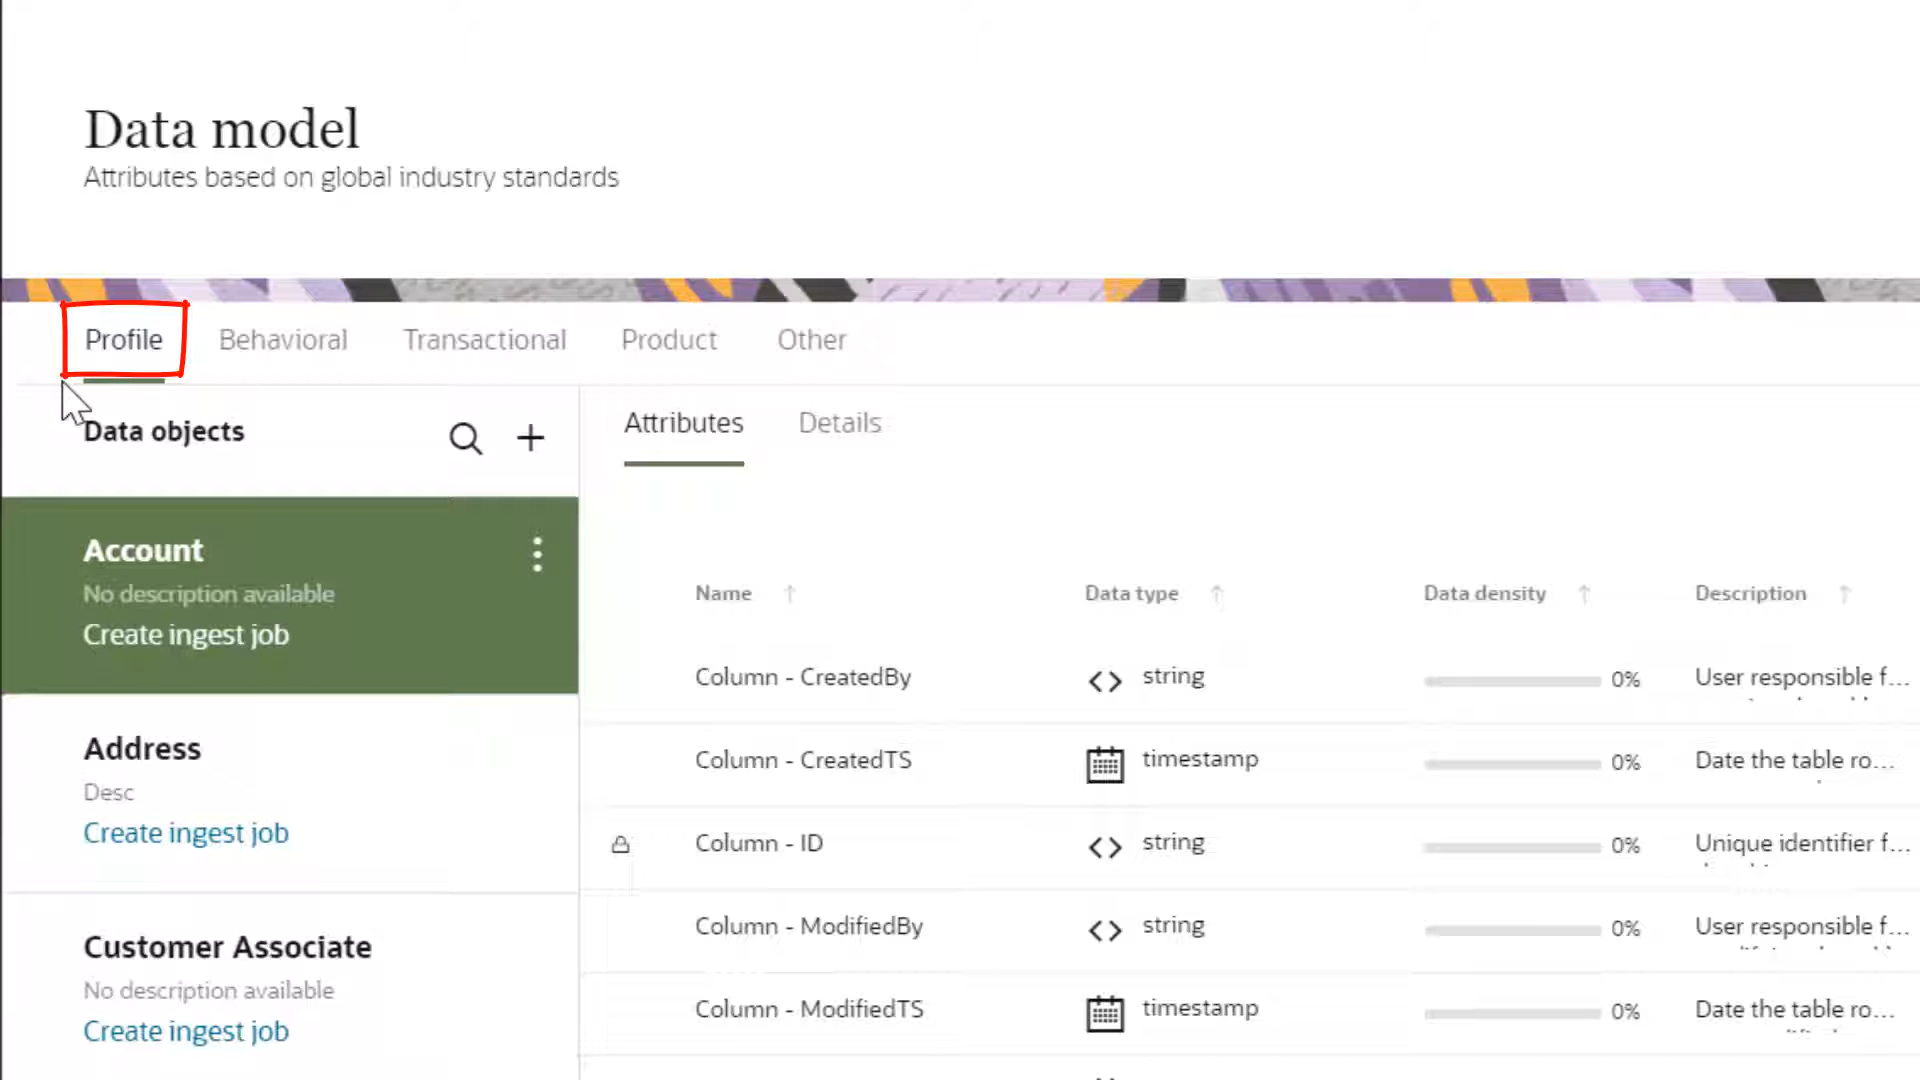 Data model
Attributes based on global industry standards
Profile Behavioral Transactional Product Other
Data objects
Attributes Details
Account
No description available
Create ingest job
Address
Desc
Create ingest job
Customer Associate
No description available
Create ingest job
Name Data type Data density Description
Column - CreatedBy string 0% User responsible f...
Column - CreatedTS timestamp 0% Date the table ro...
Column - ID string 0% Unique identifier f...
Column - ModifiedBy string 0% User responsible f...
Column - ModifiedTS timestamp 0% Date the table ro...